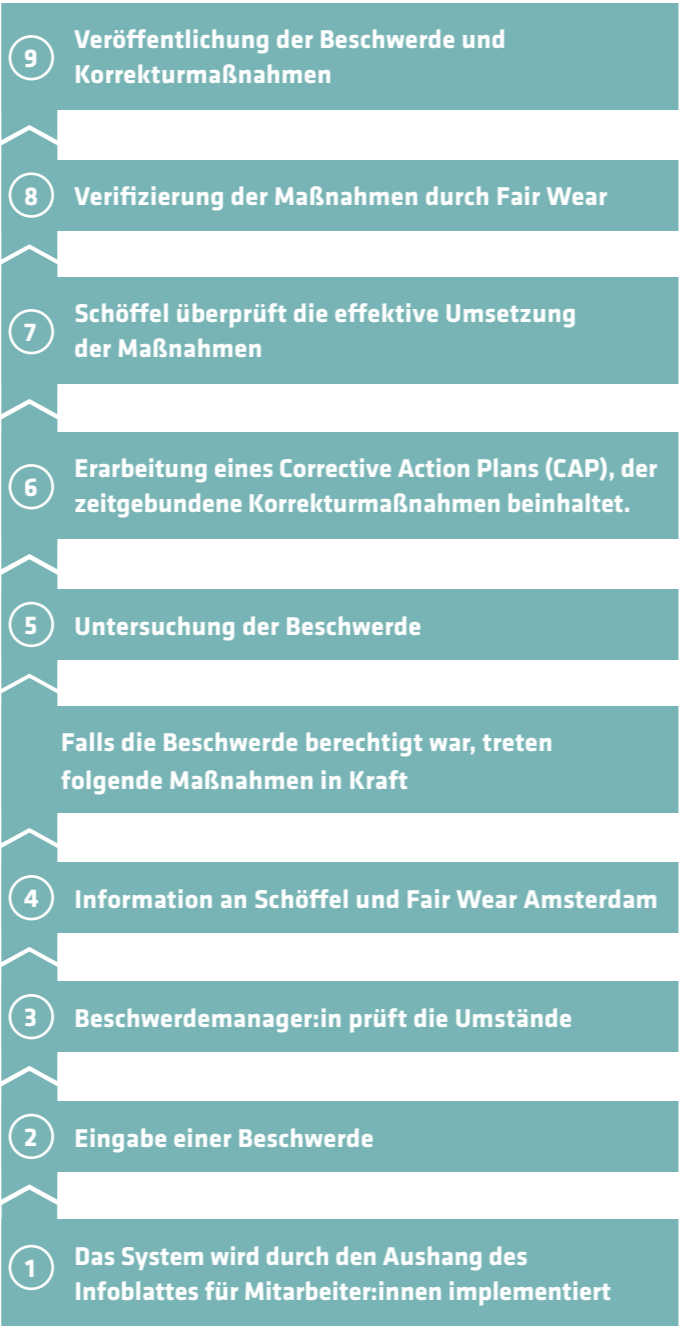 9
Veröffentlichung der Beschwerde und
Korrekturmaßnahmen
8
Verifizierung der Maßnahmen durch Fair Wear
7
Schöffel überprüft die effektive Umsetzung
der Maßnahmen
6
Erarbeitung eines Corrective Action Plans (CAP), der
zeitgebundene Korrekturmaßnahmen beinhaltet.
5
Untersuchung der Beschwerde
Falls die Beschwerde berechtigt war, treten
folgende Maßnahmen in Kraft
4
Information an Schöffel und Fair Wear Amsterdam
3
Beschwerdemanager:in prüft die Umstände
2
Eingabe einer Beschwerde
1
Das System wird durch den Aushang des
Infoblattes für Mitarbeiter:innen implementiert